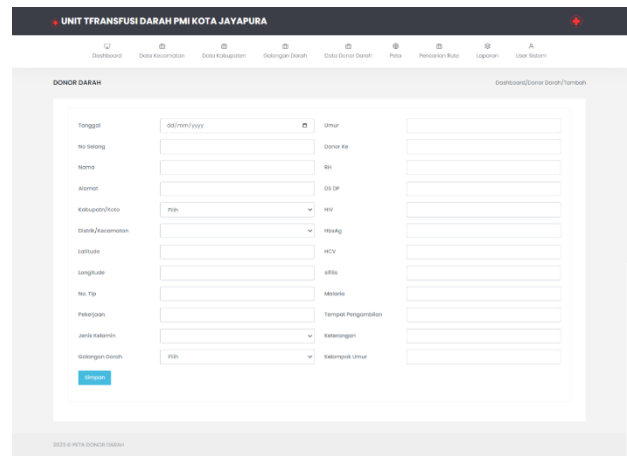 UNIT TFRANSFUSI DARAH PMI KOTA JAYAPURA
Dashboard Data Kecamatan Data Kabupaten Golongan Darah Data Donor Darah Peta Pencarian Rute Laporan User Sistem
DONOR DARAH Dashboard/Donor Darah/Tambah
Tanggal dd/mm/yyyy Umur
No Selang Donor Ke
Nama RH
Alamat DS DP
Kabupatn/Kota Pilih HIV
Distrik/Kecamatan HbsAg
Latitude HCV
Longitude sifilis
No. Tlp Malaria
Pekerjaan Tempat Pengambilan
Jenis Kelamin Keterangan
Golongan Darah Pilih Kelompok Umur
Simpan
2023 © PETA DONOR DARAH